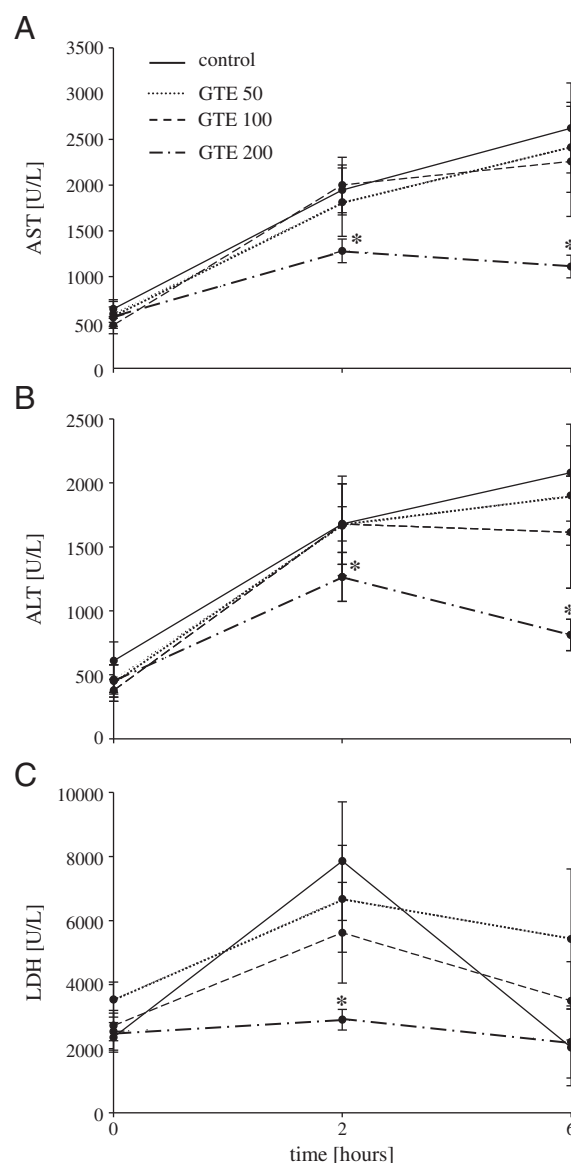 A
3500
3000
2500
2000
1500
1000
500
0
AST [U/L]
control
GTE 50
GTE 100
GTE 200
*
*
B
2500
2000
1500
1000
500
0
ALT [U/L]
*
*
C
10000
8000
6000
4000
2000
0
LDH [U/L]
*
0
2
6
time [hours]